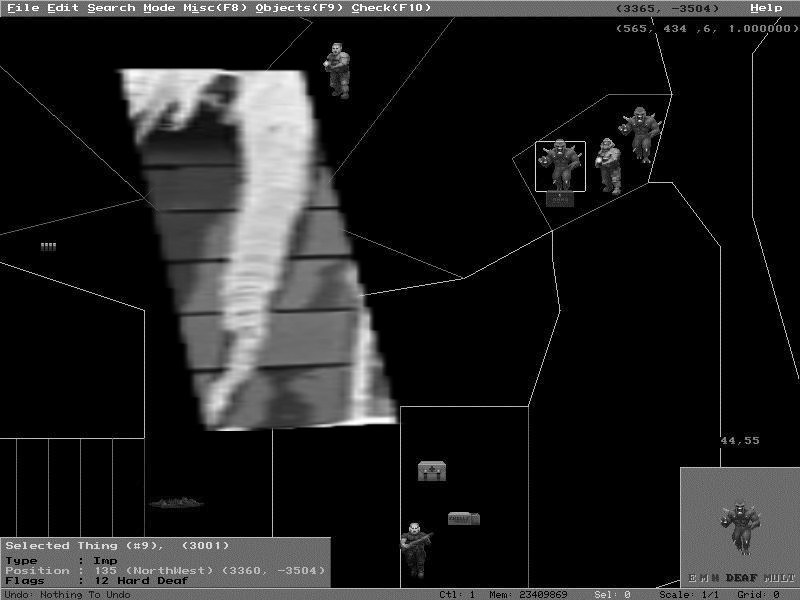 File Edit Search Mode Misc(F8) Objects(F9) Check(F10) (3365, -3504) Help
(565, 434 ,6, 1.000000)
44,55
Selected Thing (#9), (3001)
Type : Imp
Position : 135 (NorthWest) (3360, -3504)
Flags : 12 Hard Deaf
E M H DEAF MULT
Undo: Nothing To Undo Ctl: 1 Mem: 23409869 Sel: 0 Scale: 1/1 Grid: 0